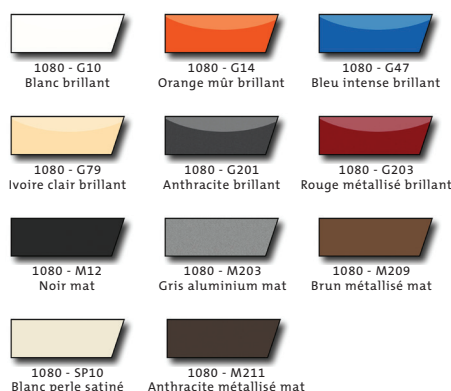 1080 - G10
Blanc brillant
1080 - G14
Orange mûr brillant
1080 - G47
Bleu intense brillant
1080 - G79
Ivoire clair brillant
1080 - G201
Anthracite brillant
1080 - G203
Rouge métallisé brillant
1080 - M12
Noir mat
1080 - M203
Gris aluminium mat
1080 - M209
Brun métallisé mat
1080 - SP10
Blanc perle satiné
1080 - M211
Anthracite métallisé mat